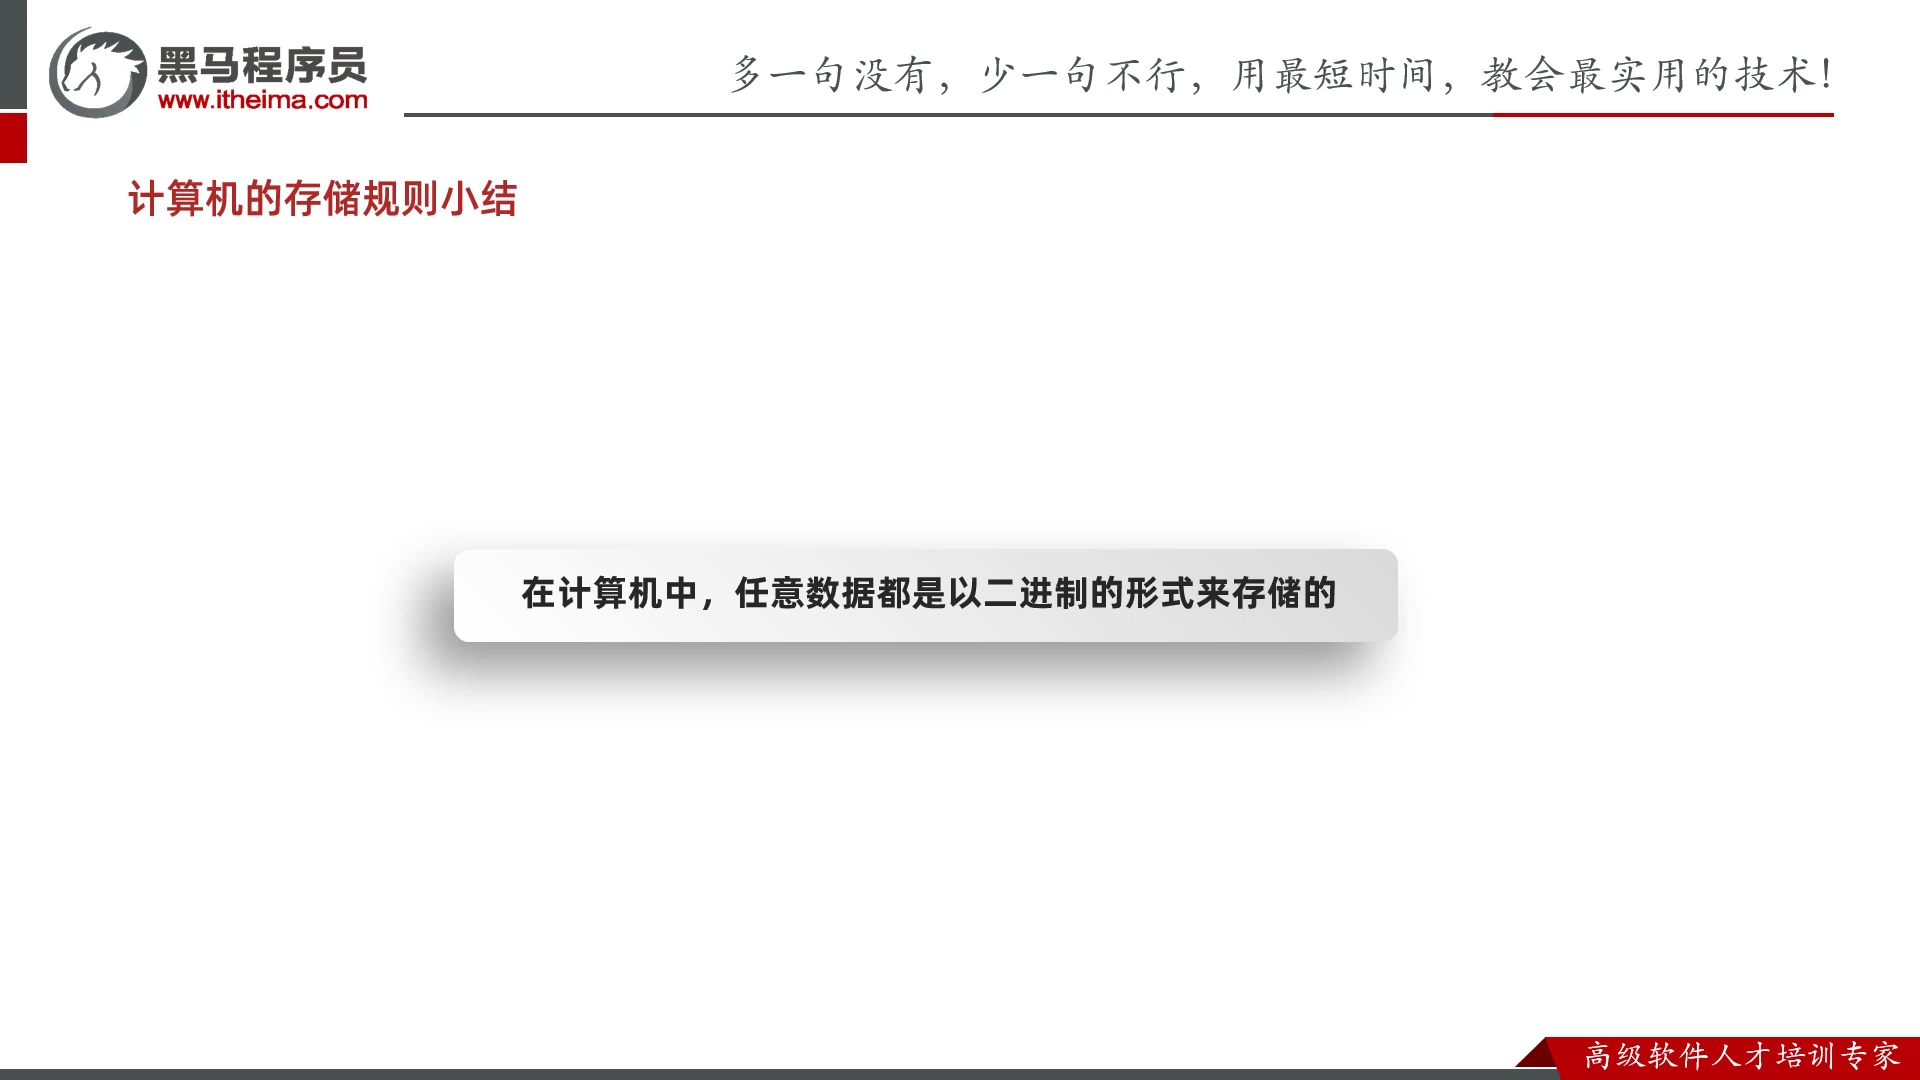 黑马程序员
www.itheima.com
多一句没有，少一句不行，用最短时间，教会最实用的技术！
计算机的存储规则小结
在计算机中，任意数据都是以二进制的形式来存储的
高级软件人才培训专家